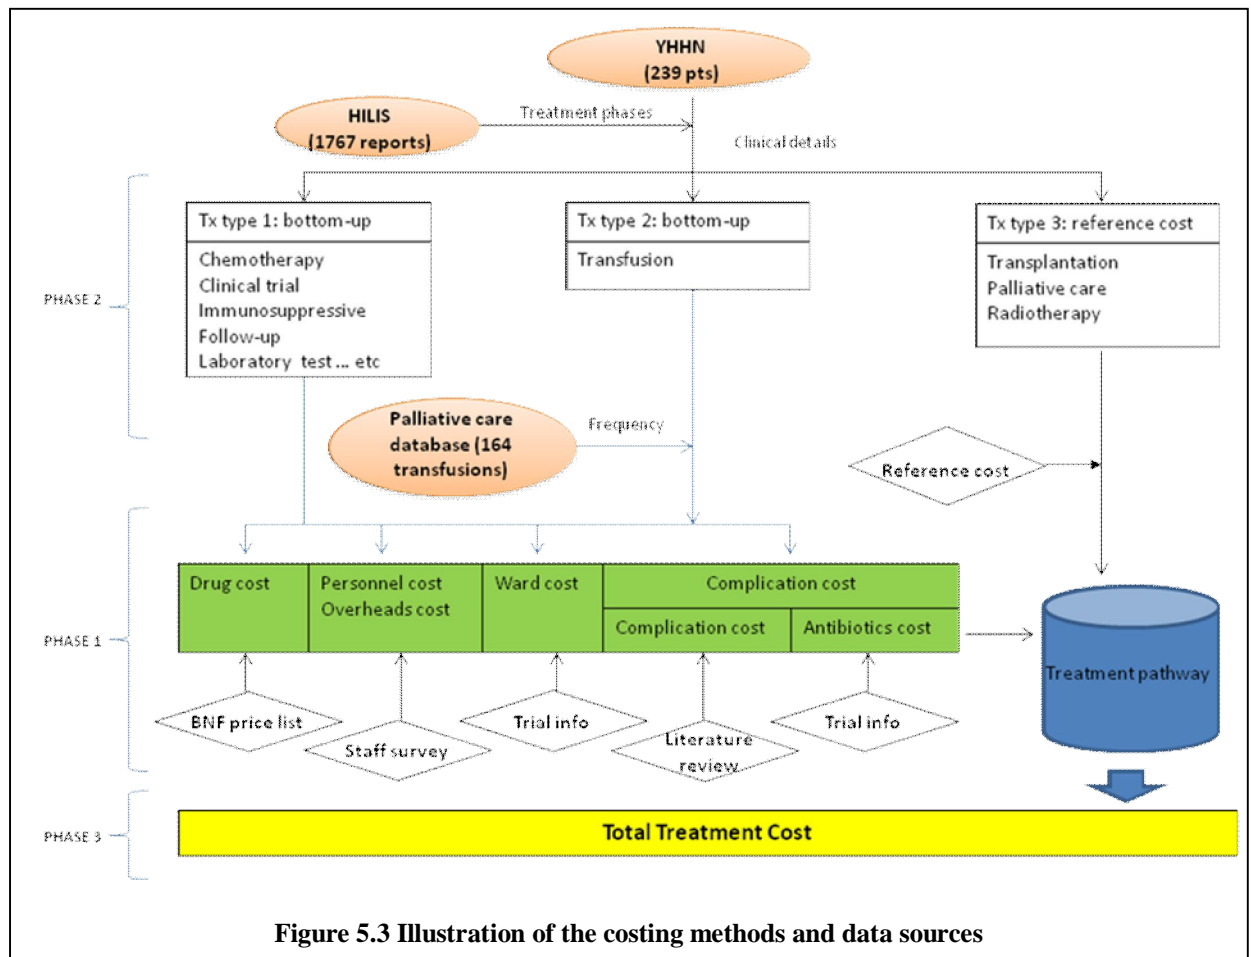 YHHN
(239 pts)
HILIS
(1767 reports)
Treatment phases
Clinical details
PHASE 2
Tx type 1: bottom-up
Chemotherapy
Clinical trial
Immunosuppressive
Follow-up
Laboratory test ... etc
Tx type 2: bottom-up
Transfusion
Tx type 3: reference cost
Transplantation
Palliative care
Radiotherapy
Palliative care
database (164
transfusions)
Frequency
Reference cost
PHASE 1
Drug cost
Personnel cost
Overheads cost
Ward cost
Complication cost
Complication cost
Antibiotics cost
Treatment pathway
BNF price list
Staff survey
Trial info
Literature
review
Trial info
PHASE 3
Total Treatment Cost
Figure 5.3 Illustration of the costing methods and data sources